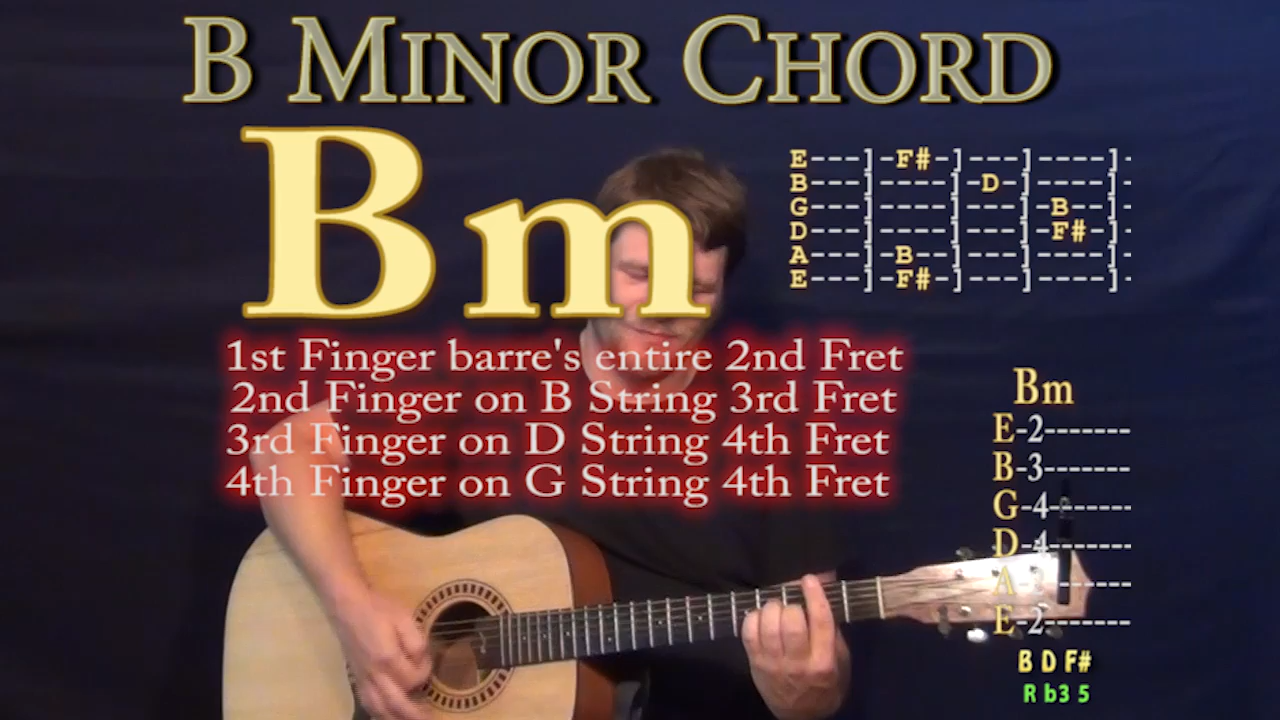 B MINOR CHORD
Bm
E---]-F#-]---]----]-
B---]----]-D-]----]
G---]----]---]-B--]-
D---]----]---]-F#-]-
A---]-B--]---]----]-
E---]-F#-]---]----]
1st Finger barre's entire 2nd Fret
2nd Finger on B String 3rd Fret
3rd Finger on D String 4th Fret
4th Finger on G String 4th Fret
Bm
E-2-------
B-3-------
G-4-------
D-4-------
A-2-------
E-2-------
B D F#
R b3 5